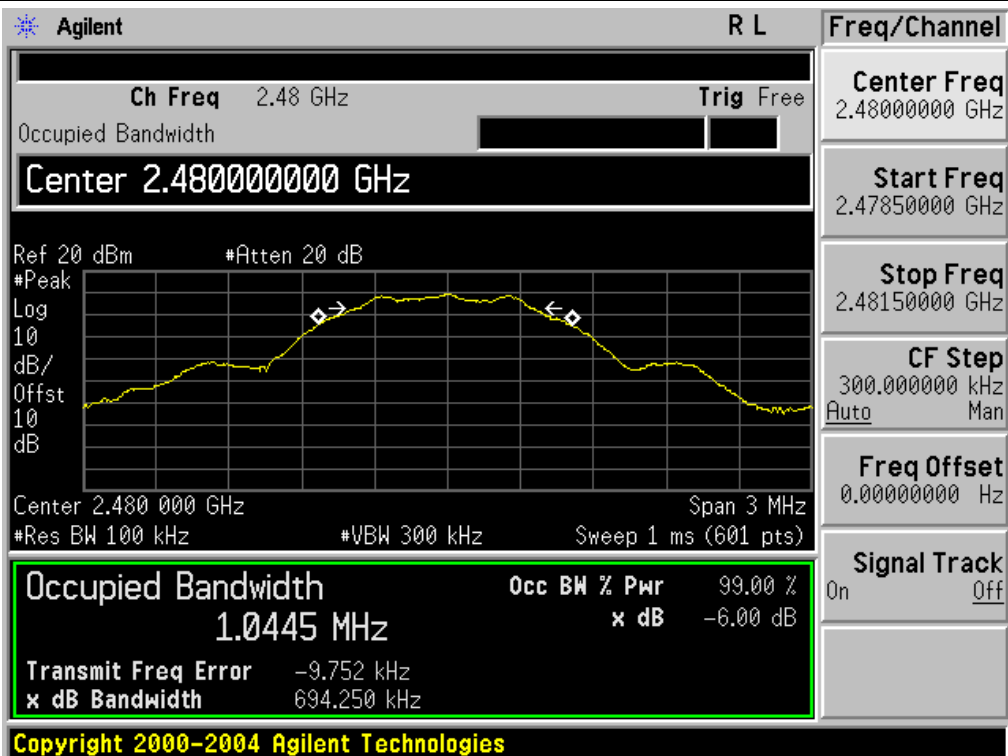 Agilent R L
Ch Freq 2.48 GHz Trig Free
Occupied Bandwidth
Center 2.480000000 GHz
Ref 20 dBm #Atten 20 dB
#Peak
Log
10
dB/
Offst
10
dB
Center 2.480 000 GHz Span 3 MHz
#Res BW 100 kHz #VBW 300 kHz Sweep 1 ms (601 pts)
Occupied Bandwidth Occ BW % Pwr 99.00 %
1.0445 MHz x dB -6.00 dB
Transmit Freq Error -9.752 kHz
x dB Bandwidth 694.250 kHz
Copyright 2000-2004 Agilent Technologies
Freq/Channel
Center Freq
2.48000000 GHz
Start Freq
2.47850000 GHz
Stop Freq
2.48150000 GHz
CF Step
300.000000 kHz
Auto Man
Freq Offset
0.00000000 Hz
Signal Track
On Off